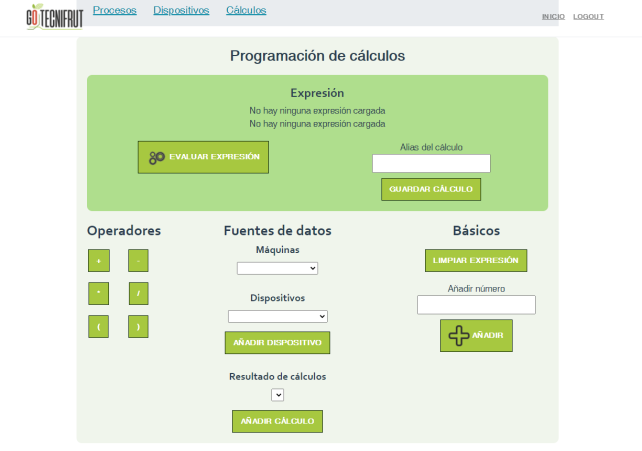 GOTECNIFRUT
Procesos Dispositivos Cálculos
INICIO LOGOUT
Programación de cálculos
Expresión
No hay ninguna expresión cargada
No hay ninguna expresión cargada
EVALUAR EXPRESIÓN
Alias del cálculo
GUARDAR CÁLCULO
Operadores
+ -
* /
( )
Fuentes de datos
Máquinas
Dispositivos
AÑADIR DISPOSITIVO
Resultado de cálculos
AÑADIR CÁLCULO
Básicos
LIMPIAR EXPRESIÓN
Añadir número
AÑADIR